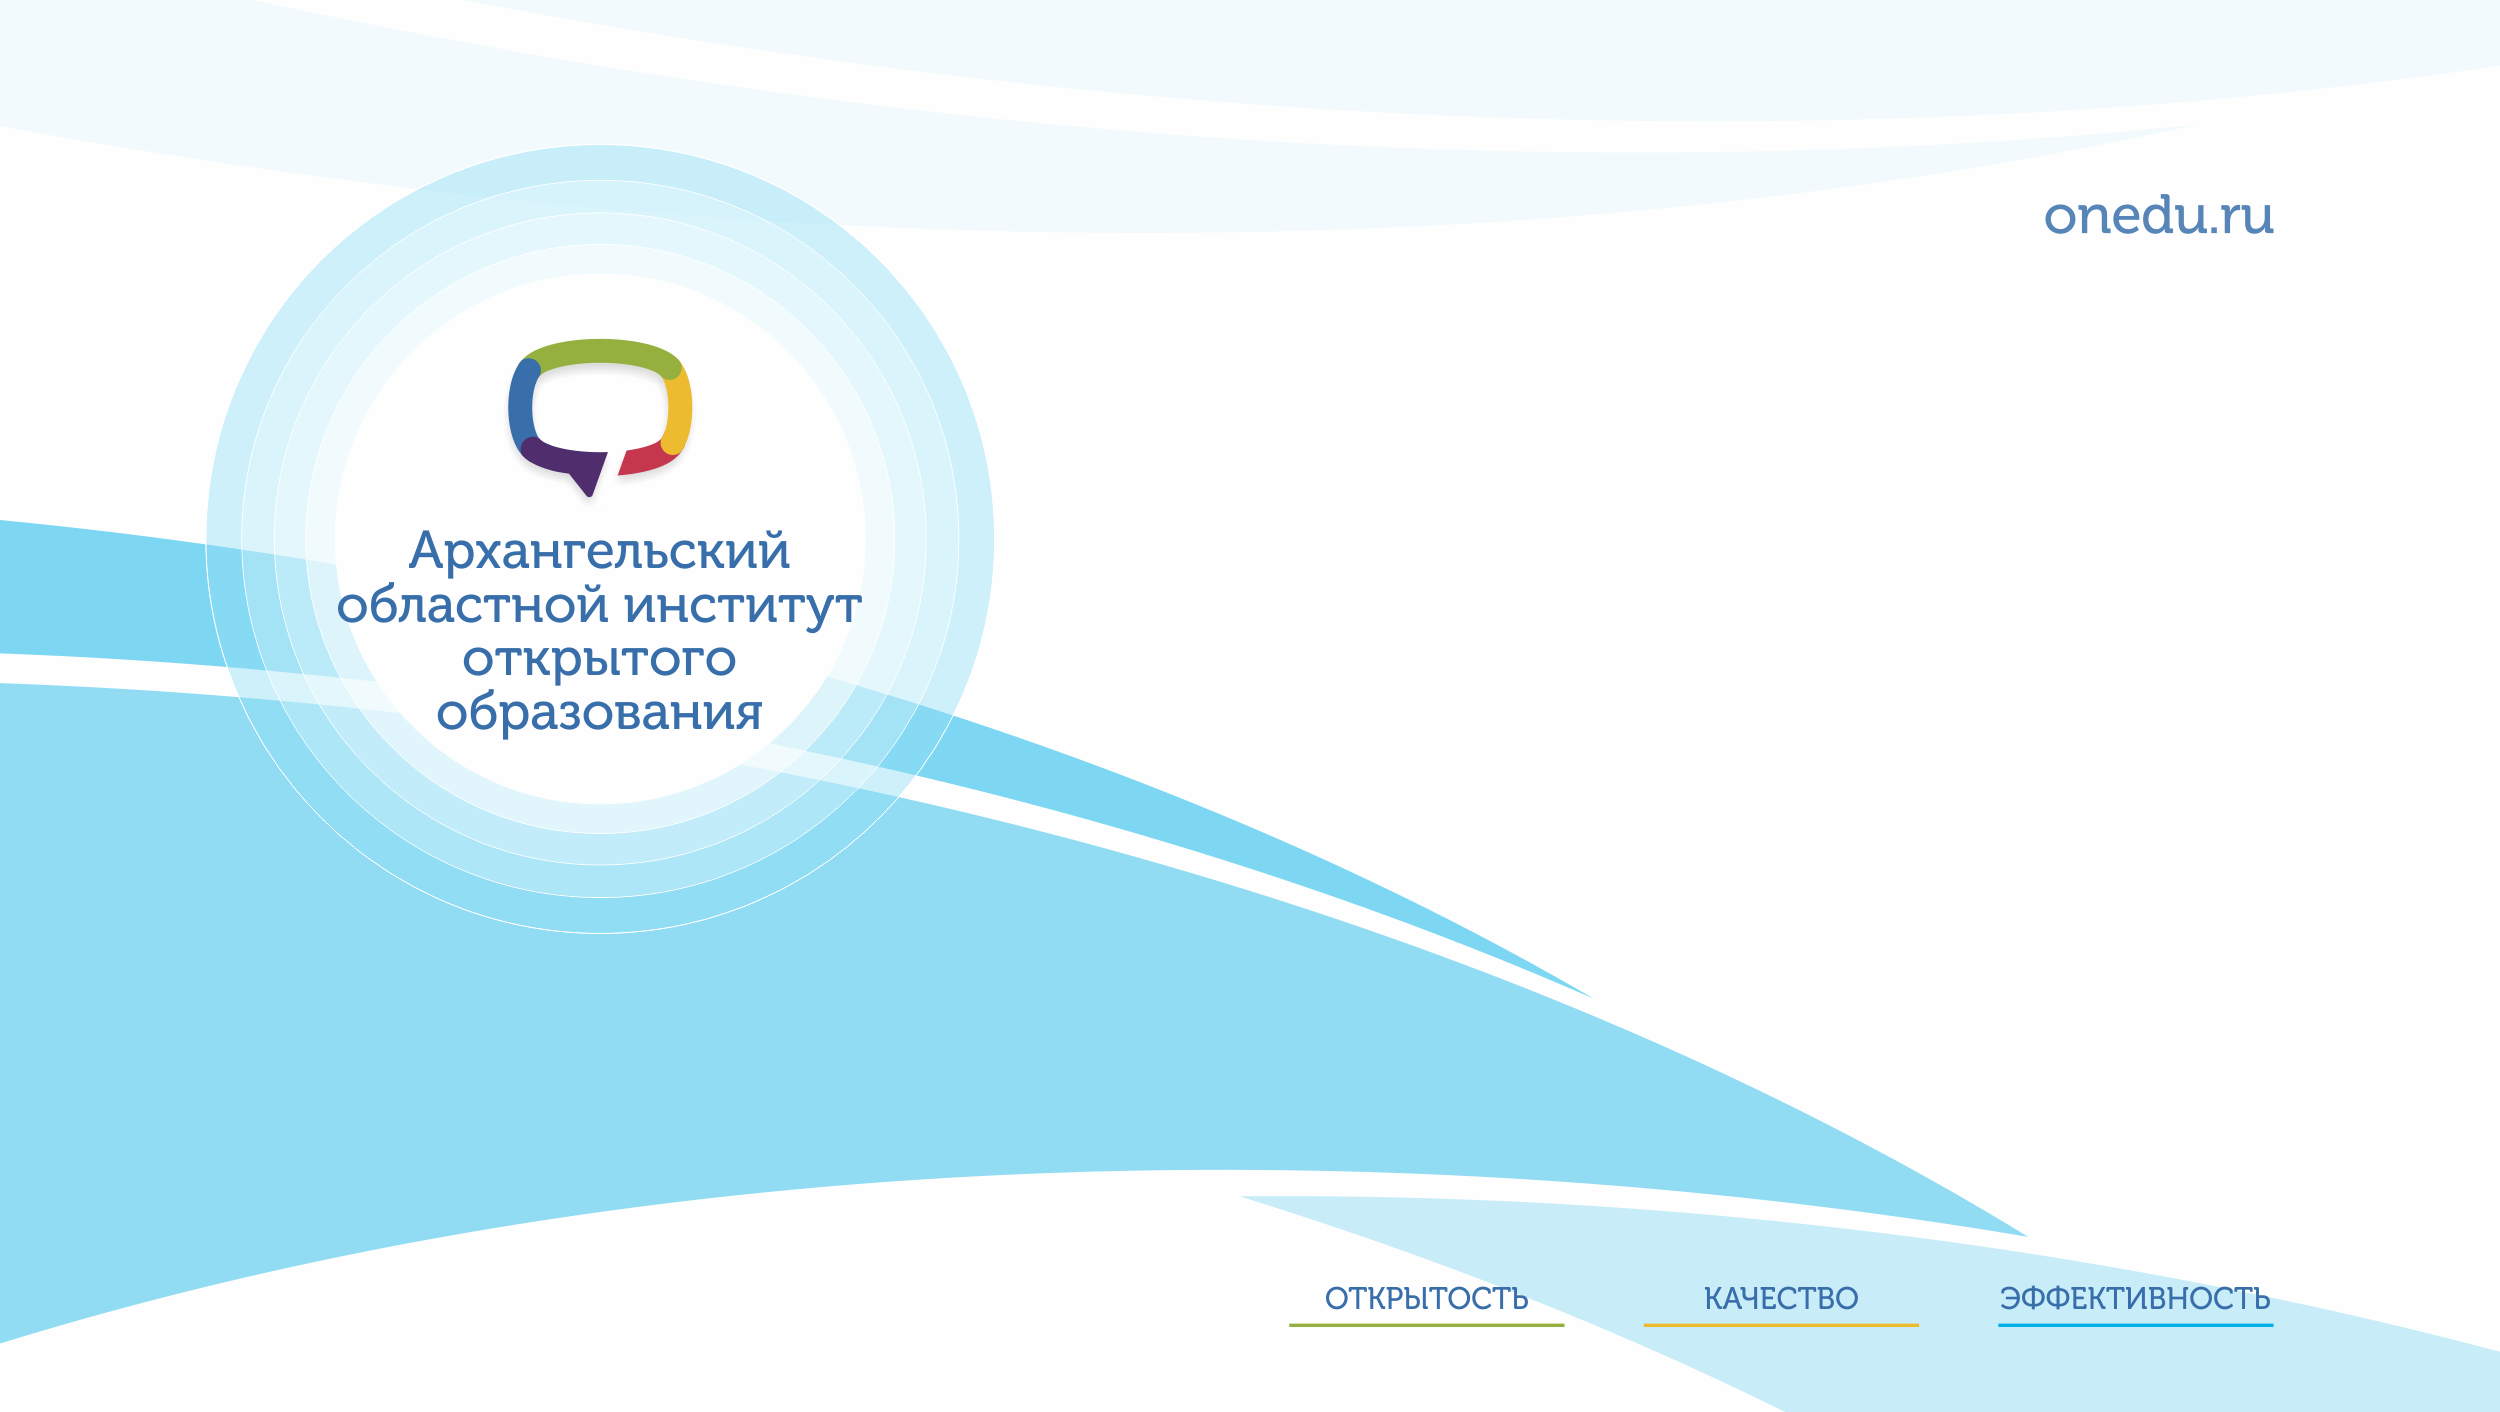 onedu.ru
Архангельский
областной институт
открытого
образования
ОТКРЫТОСТЬ
КАЧЕСТВО
ЭФФЕКТИВНОСТЬ